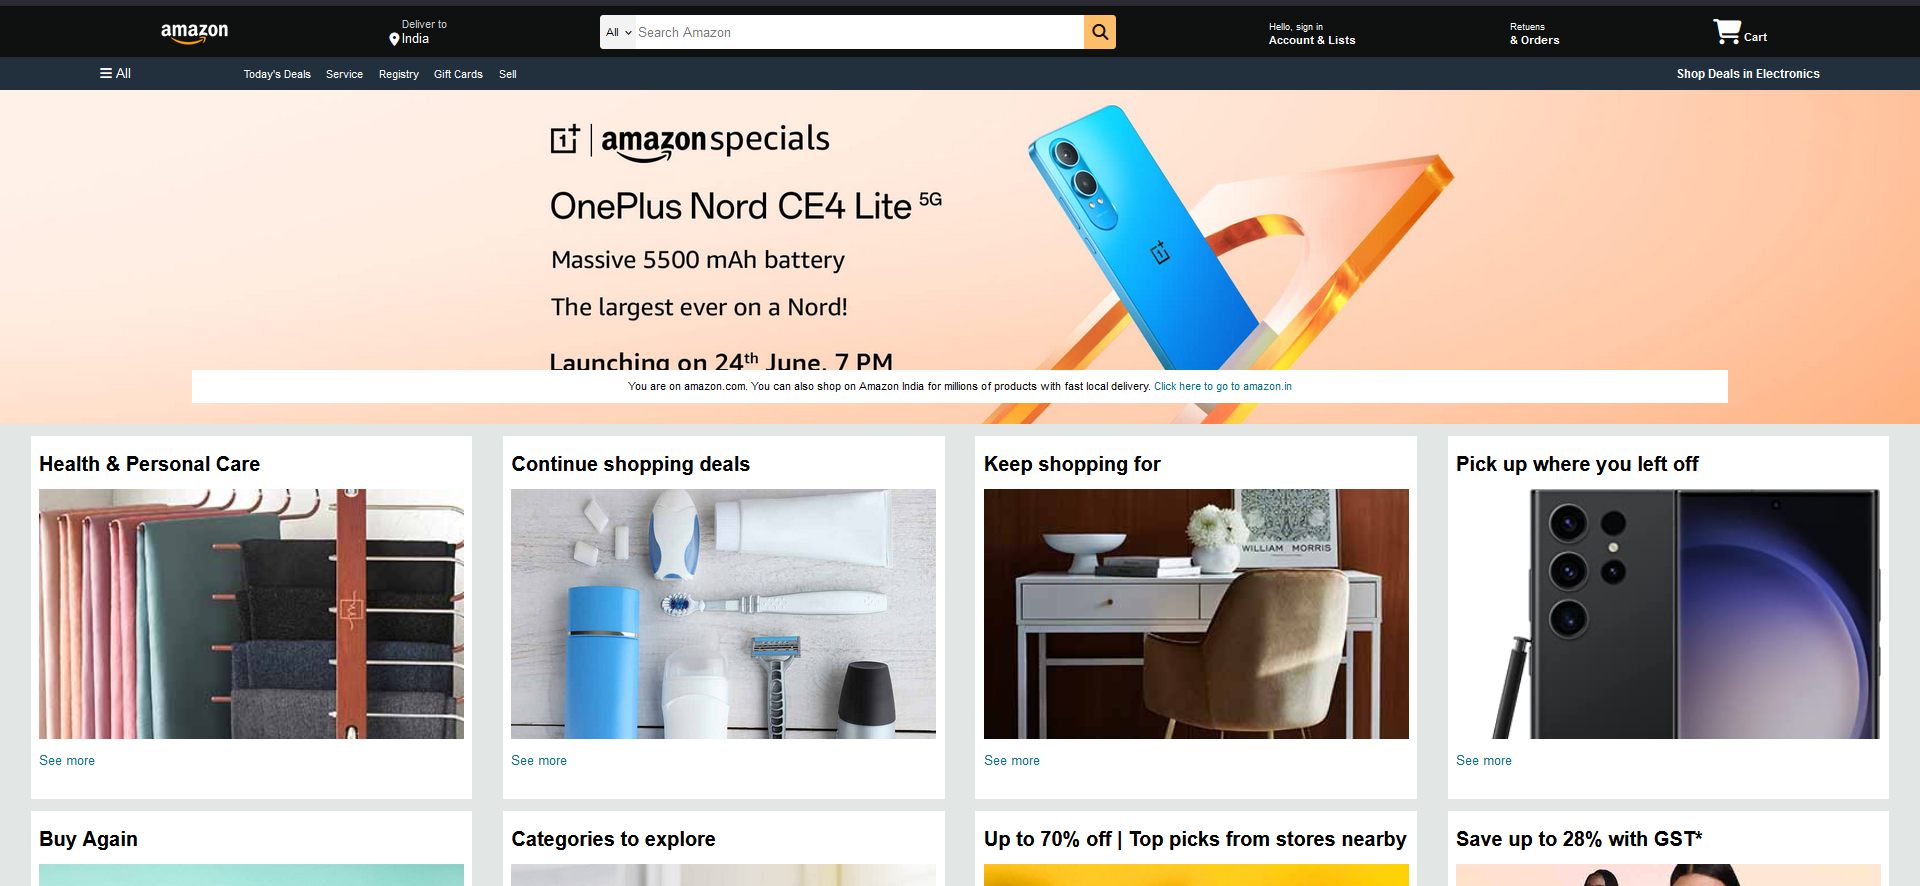 amazon
Deliver to
India
All
Search Amazon
Hello, sign in
Account & Lists
Retuens
& Orders
Cart
All
Today's Deals
Service
Registry
Gift Cards
Sell
Shop Deals in Electronics
1+ | amazonspecials
OnePlus Nord CE4 Lite 5G
Massive 5500 mAh battery
The largest ever on a Nord!
Launching on 24th June, 7 PM
You are on amazon.com. You can also shop on Amazon India for millions of products with fast local delivery. Click here to go to amazon.in
Health & Personal Care
Continue shopping deals
Keep shopping for
Pick up where you left off
WILLIAM MORRIS
See more
See more
See more
See more
Buy Again
Categories to explore
Up to 70% off | Top picks from stores nearby
Save up to 28% with GST*